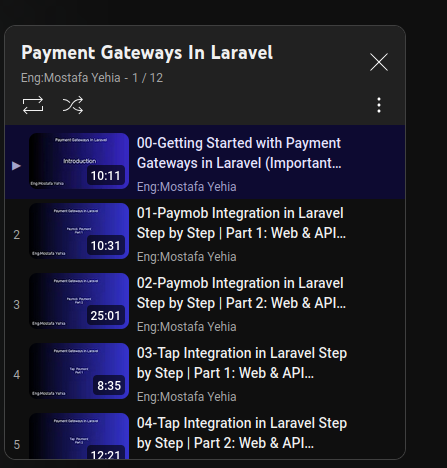 Payment Gateways In Laravel
Eng:Mostafa Yehia - 1 / 12
Payment Gateways in Laravel
Introduction
Eng:Mostafa Yehia
10:11
00-Getting Started with Payment
Gateways in Laravel (Important...
Eng:Mostafa Yehia
2
Payment Gateways in Laravel
Paymob Payment
Part 1
Eng:Mostafa Yehia
10:31
01-Paymob Integration in Laravel
Step by Step | Part 1: Web & API...
Eng:Mostafa Yehia
3
Payment Gateways in Laravel
Paymob Payment
Part 2
Eng:Mostafa Yehia
25:01
02-Paymob Integration in Laravel
Step by Step | Part 2: Web & API...
Eng:Mostafa Yehia
4
Payment Gateways in Laravel
Tap Payment
Part 1
Eng:Mostafa Yehia
8:35
03-Tap Integration in Laravel Step
by Step | Part 1: Web & API...
Eng:Mostafa Yehia
5
Payment Gateways in Laravel
Tap Payment
Part 2
12:21
04-Tap Integration in Laravel Step
by Step | Part 2: Web & API...